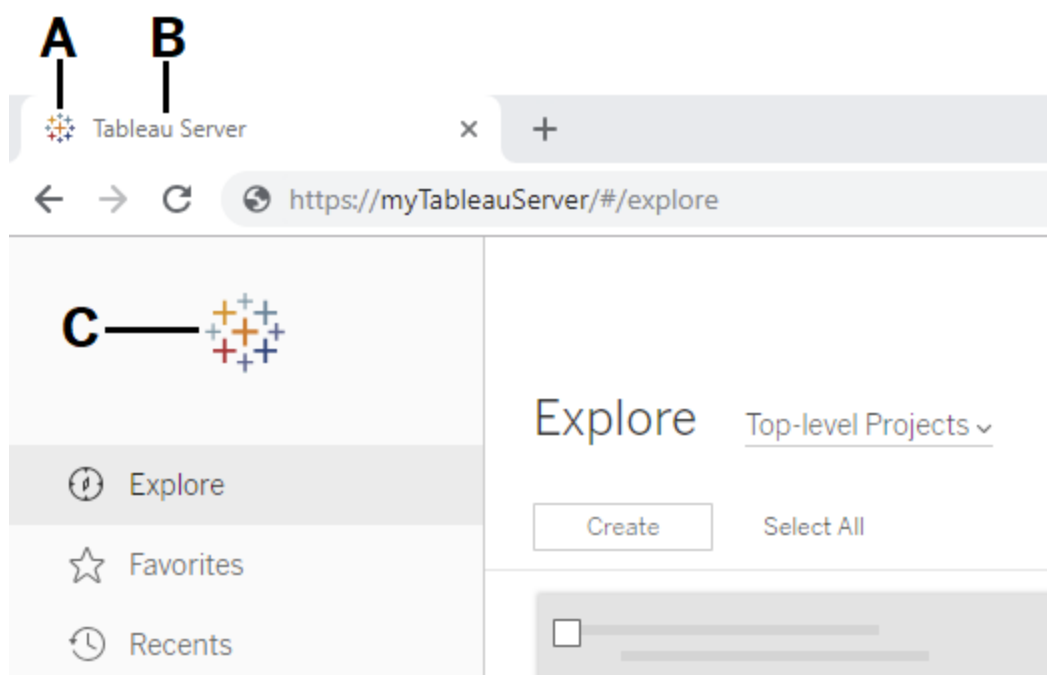 A B
Tableau Server
https://myTableauServer/#/explore
C
Explore Top-level Projects
Create Select All
Explore
Favorites
Recents